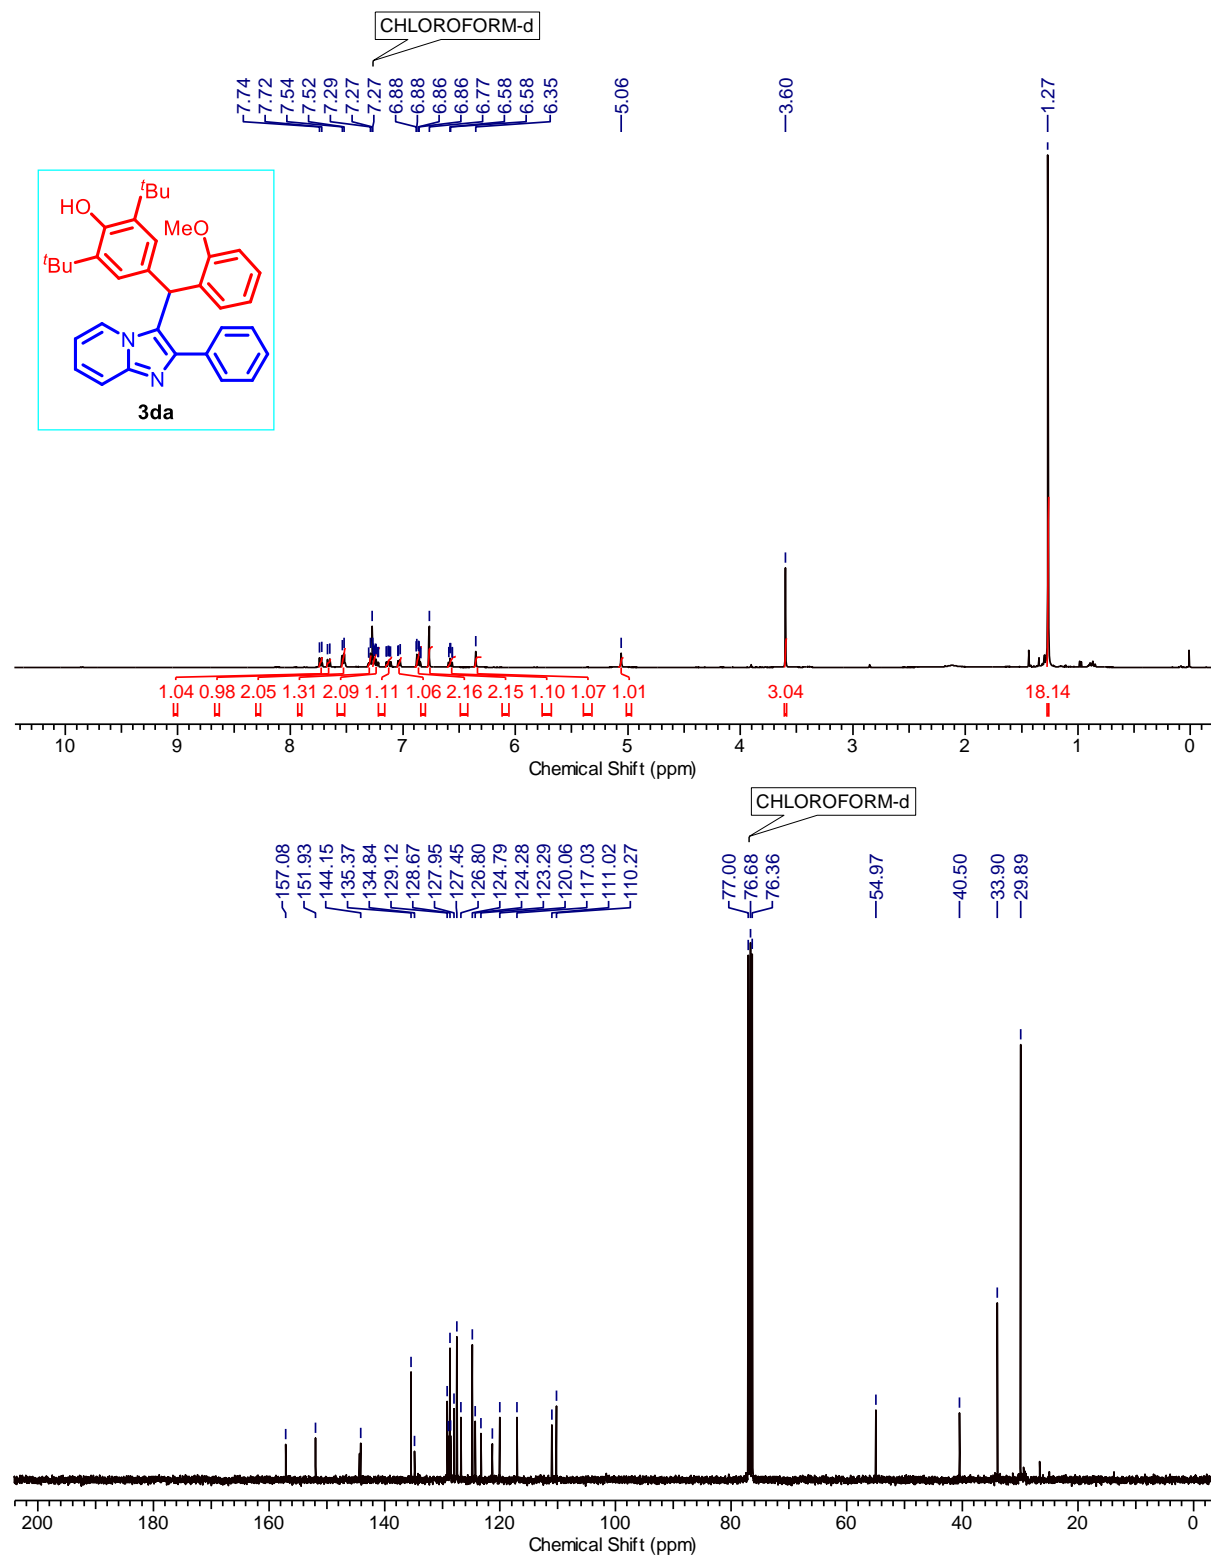 CHLOROFORM-d
7.74 7.72 7.54 7.52 7.29 7.27 7.27 6.88 6.88 6.86 6.86 6.77 6.58 6.58 6.35 5.06 3.60 1.27
tBu
HO
MeO
tBu
N
N
3da
1.04 0.98 2.05 1.31 2.09 1.11 1.06 2.16 2.15 1.10 1.07 1.01 3.04 18.14
10 9 8 7 6 5 4 3 2 1 0
Chemical Shift (ppm)
CHLOROFORM-d
157.08 151.93 144.15 135.37 134.84 129.12 128.67 127.95 127.45 126.80 124.79 124.28 123.29 120.06 117.03 111.02 110.27 77.00 76.68 76.36 54.97 40.50 33.90 29.89
200 180 160 140 120 100 80 60 40 20 0
Chemical Shift (ppm)